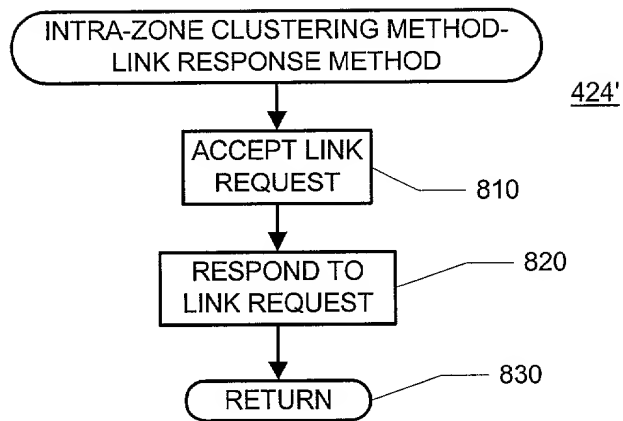 INTRA-ZONE CLUSTERING METHOD-
LINK RESPONSE METHOD
424'
ACCEPT LINK
REQUEST
810
RESPOND TO
LINK REQUEST
820
RETURN
830